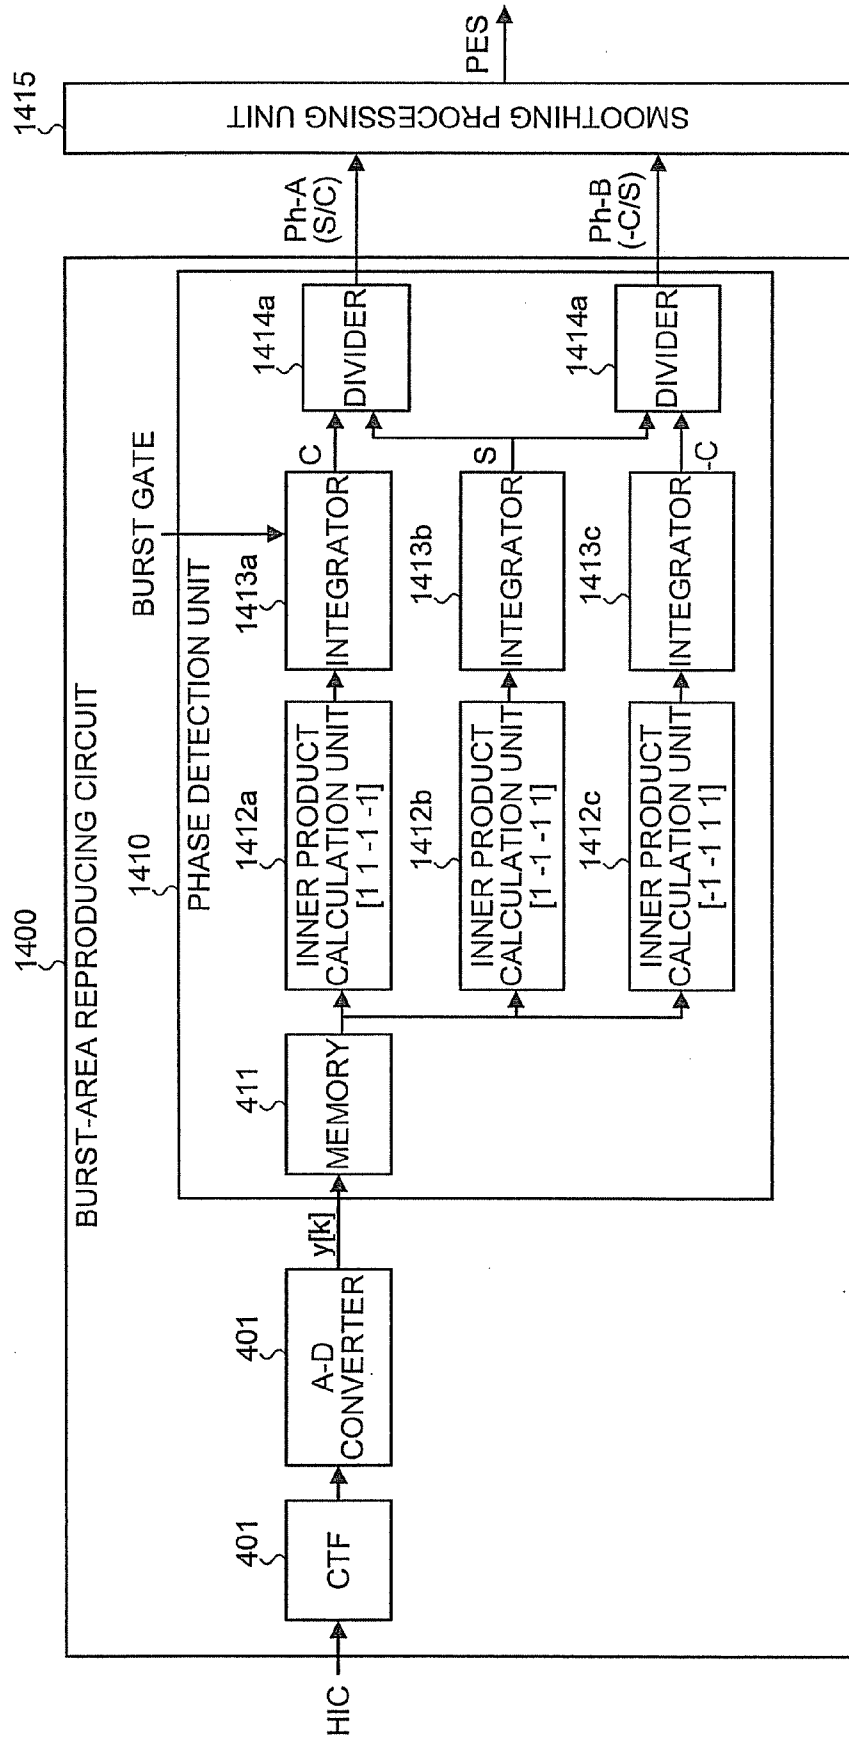 1400
BURST-AREA REPRODUCING CIRCUIT
HIC
401
CTF
401
A-D
CONVERTER
y[k]
1410
PHASE DETECTION UNIT
411
MEMORY
1412a
INNER PRODUCT
CALCULATION UNIT
[1 1 -1 -1]
1412b
INNER PRODUCT
CALCULATION UNIT
[1 -1 -1 1]
1412c
INNER PRODUCT
CALCULATION UNIT
[-1 -1 1 1]
BURST GATE
1413a
INTEGRATOR
1413b
INTEGRATOR
1413c
INTEGRATOR
C
S
-C
1414a
DIVIDER
1414a
DIVIDER
Ph-A
(S/C)
Ph-B
(-C/S)
1415
SMOOTHING PROCESSING UNIT
PES